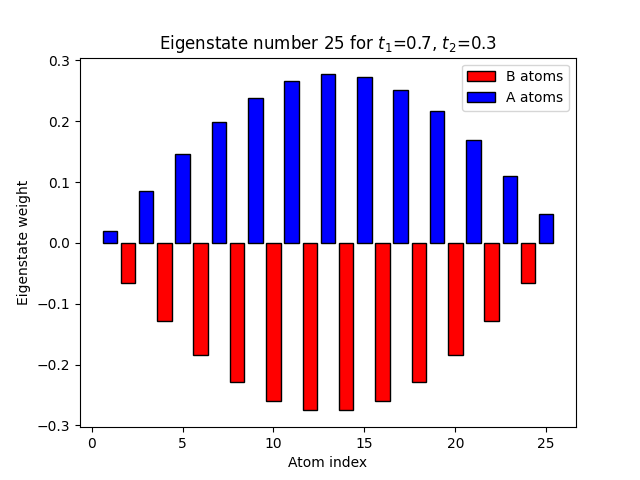 Eigenstate number 25 for t₁=0.7, t₂=0.3
B atoms
A atoms
Eigenstate weight
0.3
0.2
0.1
0.0
−0.1
−0.2
−0.3
0
5
10
15
20
25
Atom index